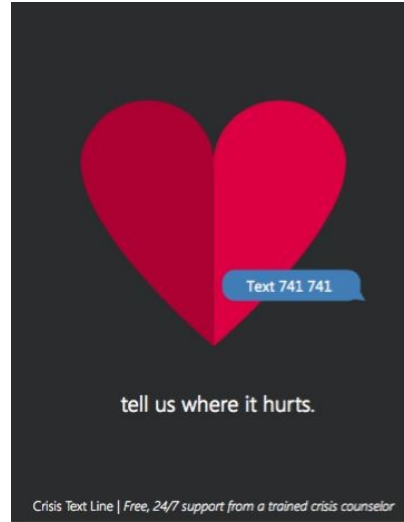 Text 741 741
tell us where it hurts.
Crisis Text Line | Free, 24/7 support from a trained crisis counselor